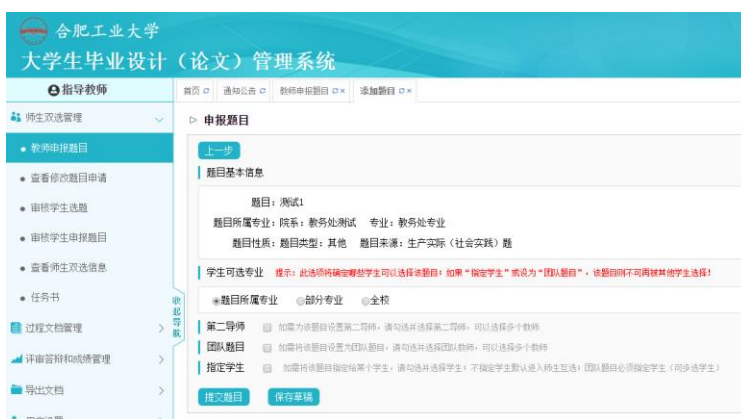 合肥工业大学
大学生毕业设计（论文）管理系统
指导教师
首页 通知公告 教师申报题目 添加题目
师生双选管理
教师申报题目
查看修改题目申请
审核学生选题
审核学生申报题目
查看师生双选信息
任务书
过程文档管理
评审答辩和成绩管理
导出文档
收起导航
申报题目
上一步
题目基本信息
题目：测试1
题目所属专业：院系：教务处测试 专业：教务处专业
题目性质：题目类型：其他 题目来源：生产实际（社会实践）题
学生可选专业 提示：此选项将确定哪些学生可以选择该题目；如果“指定学生”或设为“团队题目”，该题目则不可再被其他学生选择！
题目所属专业 部分专业 全校
第二导师 如需为该题目设置第二导师，请勾选并选择第二导师，可以选择多个教师
团队题目 如需将该题目设置为团队题目，请勾选并选择团队教师，可以选择多个教师
指定学生 如需将该题目指定给某个学生，请勾选并选择学生；不指定学生默认进入师生互选；团队题目必须指定学生（可多选学生）
提交题目 保存草稿